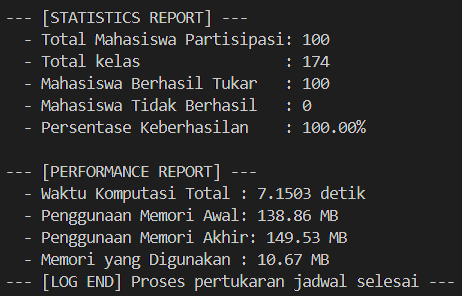 --- [STATISTICS REPORT] ---
- Total Mahasiswa Partisipasi: 100
- Total kelas : 174
- Mahasiswa Berhasil Tukar : 100
- Mahasiswa Tidak Berhasil : 0
- Persentase Keberhasilan : 100.00%
--- [PERFORMANCE REPORT] ---
- Waktu Komputasi Total : 7.1503 detik
- Penggunaan Memori Awal: 138.86 MB
- Penggunaan Memori Akhir: 149.53 MB
- Memori yang Digunakan : 10.67 MB
--- [LOG END] Proses pertukaran jadwal selesai ---